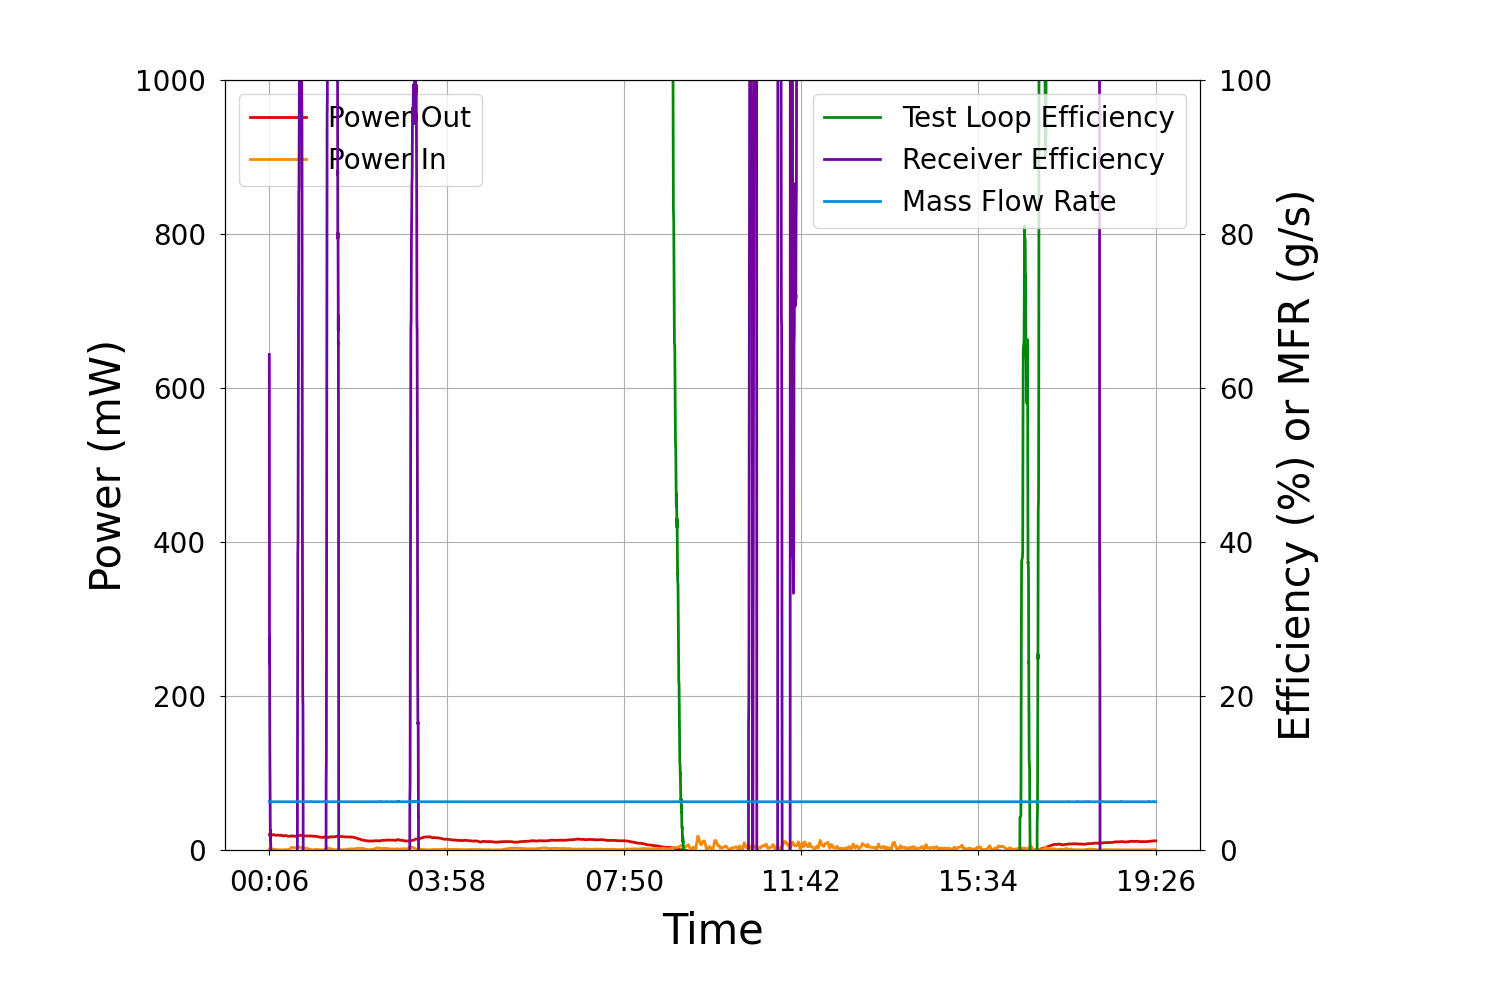 1000
800
600
400
200
0
Power (mW)
Power Out
Power In
Test Loop Efficiency
Receiver Efficiency
Mass Flow Rate
100
80
60
40
20
0
Efficiency (%) or MFR (g/s)
00:06 03:58 07:50 11:42 15:34 19:26
Time